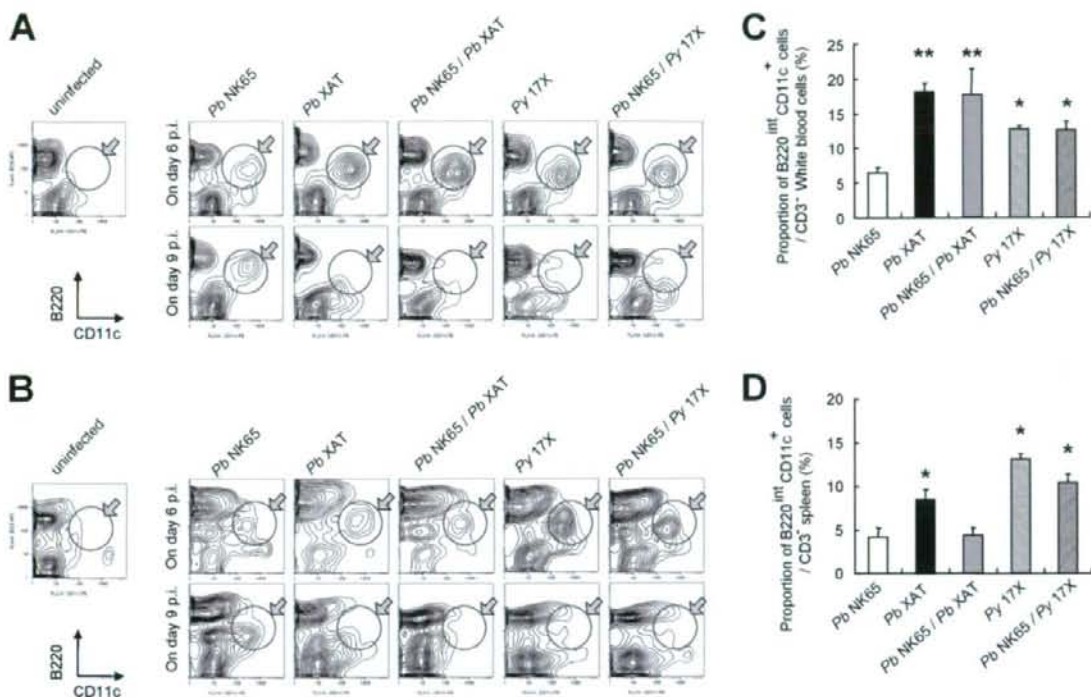 A
uninfected
Pb NK65
Pb XAT
Pb NK65 / Pb XAT
Py 17X
Pb NK65 / Py 17X
On day 6 p.i.
On day 9 p.i.
B220
CD11c
B
uninfected
Pb NK65
Pb XAT
Pb NK65 / Pb XAT
Py 17X
Pb NK65 / Py 17X
On day 6 p.i.
On day 9 p.i.
B220
CD11c
C
Proportion of B220int CD11c+ cells
/ CD3- White blood cells (%)
25
20
15
10
5
0
** ** * *
Pb NK65
Pb XAT
Pb NK65 / Pb XAT
Py 17X
Pb NK65 / Py 17X
D
Proportion of B220int CD11c+ cells
/ CD3- spleen (%)
20
15
10
5
0
* * *
Pb NK65
Pb XAT
Pb NK65 / Pb XAT
Py 17X
Pb NK65 / Py 17X